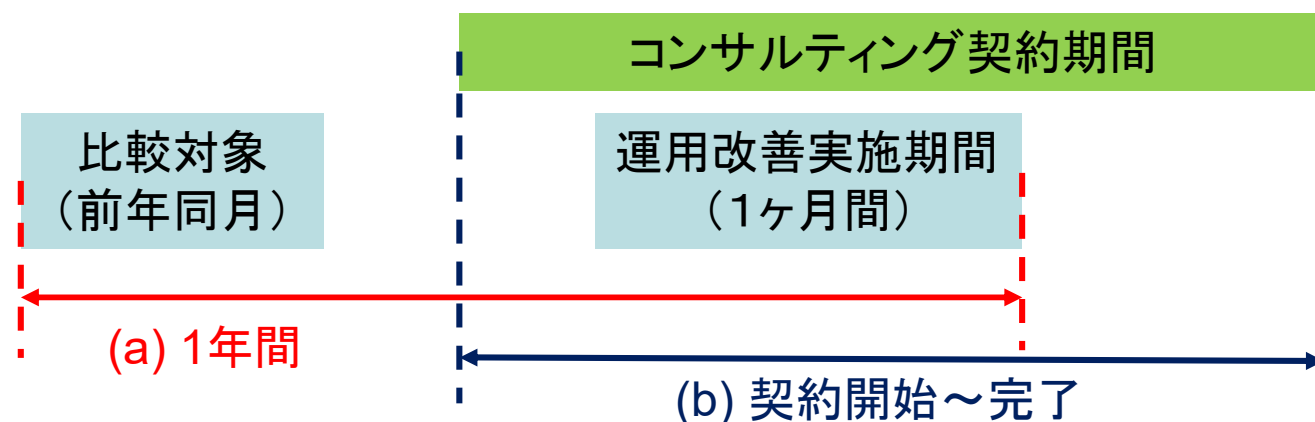 コンサルティング契約期間
比較対象
（前年同月）
運用改善実施期間
（１ヶ月間）
(a) 1年間
(b) 契約開始～完了